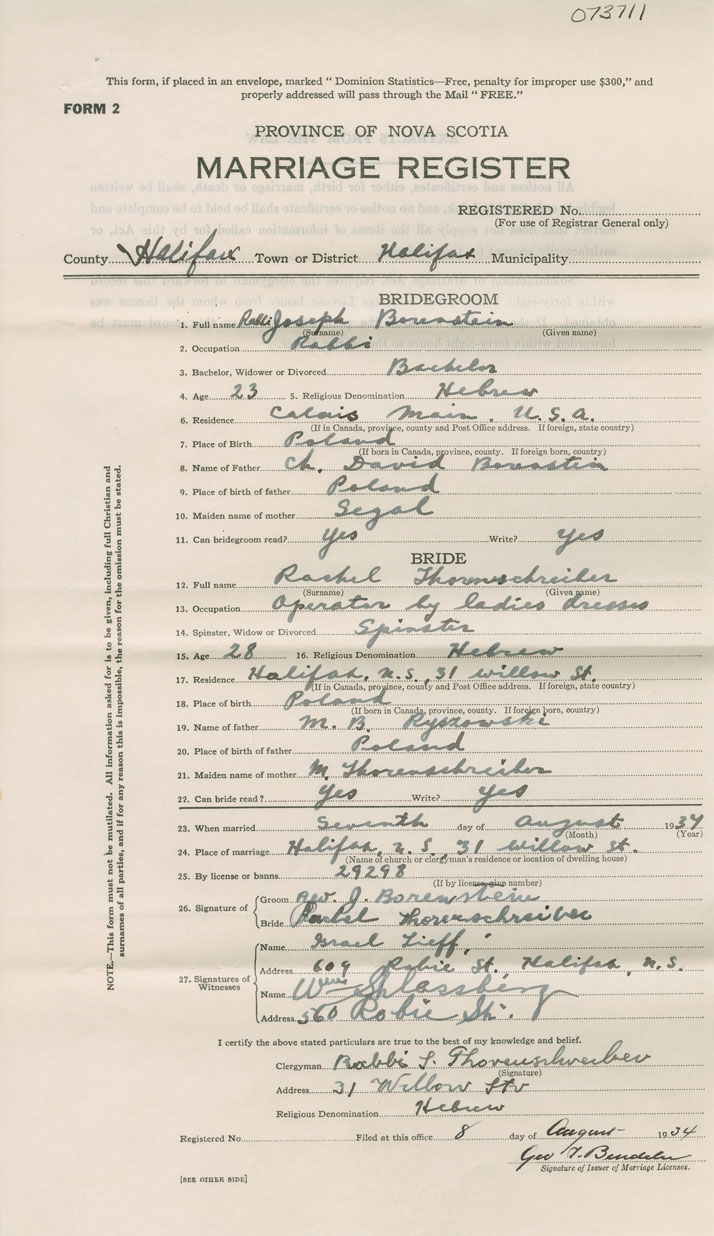 073711
This form, if placed in an envelope, marked "Dominion Statistics—Free, penalty for improper use $300," and
properly addressed will pass through the Mail "FREE."
FORM 2
PROVINCE OF NOVA SCOTIA
MARRIAGE REGISTER
REGISTERED No.
(For use of Registrar General only)
County Halifax Town or District Halifax Municipality
BRIDEGROOM
1. Full name Rabbi Joseph Borenstein
(Surname) (Given name)
2. Occupation Rabbi
3. Bachelor, Widower or Divorced Bachelor
4. Age 23 5. Religious Denomination Hebrew
6. Residence Calais Main. U.S.A.
(If in Canada, province, county and Post Office address. If foreign, state country)
7. Place of Birth Poland
(If born in Canada, province, county. If foreign born, country)
8. Name of Father Ch. David Bornstein
9. Place of birth of father Poland
10. Maiden name of mother Segal
11. Can bridegroom read? Yes Write? Yes
BRIDE
12. Full name Rachel Thornschreiber
(Surname) (Given name)
13. Occupation Operator by ladies dresses
14. Spinster, Widow or Divorced Spinster
15. Age 28 16. Religious Denomination Hebrew
17. Residence Halifax, N.S, 31 Willow St.
(If in Canada, province, county and Post Office address. If foreign, state country)
18. Place of birth Poland
(If born in Canada, province, county. If foreign born, country)
19. Name of father M. B. Ryszowski
20. Place of birth of father Poland
21. Maiden name of mother M. Thorenschreiber
22. Can bride read? Yes Write? Yes
23. When married Seventh day of August 1934
(Month) (Year)
24. Place of marriage Halifax, N.S, 31 Willow St.
(Name of church or clergyman's residence or location of dwelling house)
25. By license or banns 29298
(If by license give number)
26. Signature of Groom Rev. J. Borenstein
Bride Rachel Thorenschreiber
27. Signatures of Witnesses
Name Israel Zieff,
Address 609 Robie St. Halifax, N.S.
Name Wm Glassberg
Address 560 Robie St.
I certify the above stated particulars are true to the best of my knowledge and belief.
Clergyman Rabbi S. Thorenschreiber
(Signature)
Address 31 Willow Str
Religious Denomination Hebrew
Registered No. Filed at this office 8 day of August 1934
Geo
Signature of Issuer of Marriage Licenses.
[SEE OTHER SIDE]
NOTE.—This form must not be mutilated. All information asked for is to be given, including full Christian and
surnames of all parties, and if for any reason this is impossible, the reason for the omission must be stated.